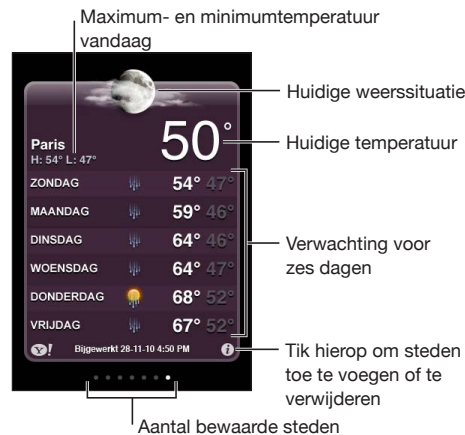 Maximum- en minimumtemperatuur
vandaag
Huidige weerssituatie
50°
Huidige temperatuur
Paris
H: 54° L: 47°
ZONDAG 54° 47°
MAANDAG 59° 46°
DINSDAG 64° 46°
WOENSDAG 64° 47°
DONDERDAG 68° 52°
VRIJDAG 67° 52°
Verwachting voor
zes dagen
Y! Bijgewerkt 28-11-10 4:50 PM i
Tik hierop om steden
toe te voegen of te
verwijderen
Aantal bewaarde steden